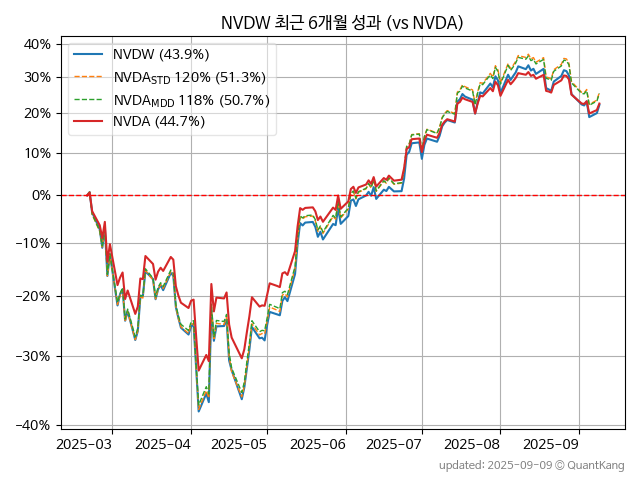 NVDW 최근 6개월 성과 (vs NVDA)
NVDW (43.9%)
NVDA_STD 120% (51.3%)
NVDA_MDD 118% (50.7%)
NVDA (44.7%)
40%
30%
20%
10%
0%
−10%
−20%
−30%
−40%
2025-03 2025-04 2025-05 2025-06 2025-07 2025-08 2025-09
updated: 2025-09-09 © QuantKang